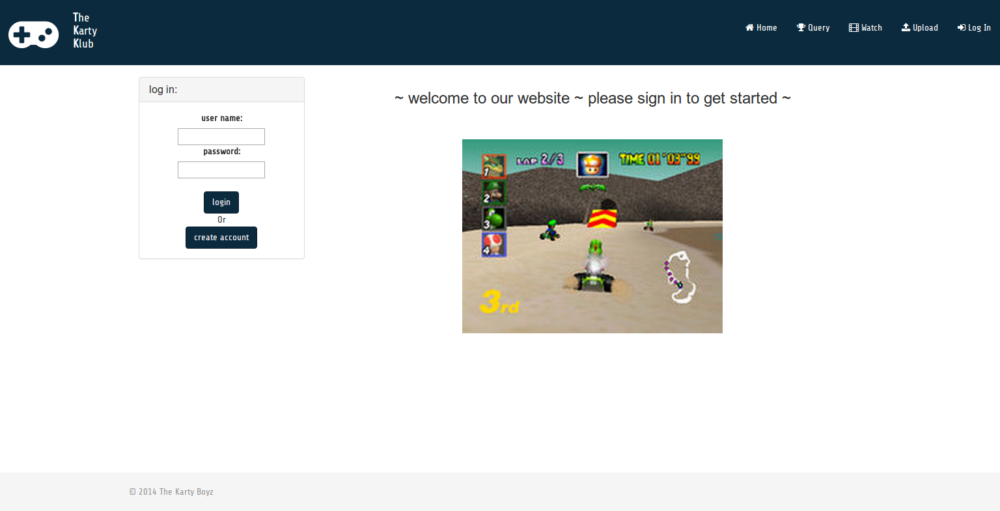 The
Karty
Klub
Home
Query
Watch
Upload
Log In
log in:
user name:
password:
login
Or
create account
~ welcome to our website ~ please sign in to get started ~
LAP 2/3
TIME 01'03"99
1
2
3
4
3rd
© 2014 The Karty Boyz